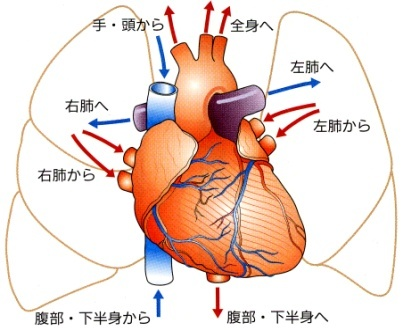 手・頭から
全身へ
左肺へ
右肺へ
左肺から
右肺から
腹部・下半身から
腹部・下半身へ